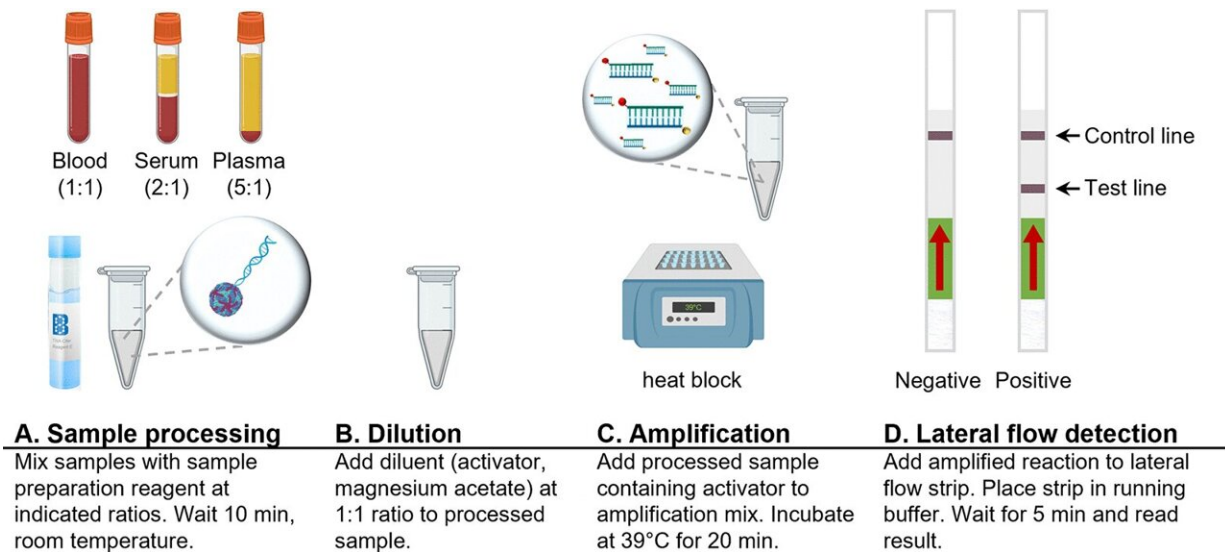 Blood Serum Plasma
(1:1) (2:1) (5:1)
B
39°C
heat block
Control line
Test line
Negative Positive
A. Sample processing
Mix samples with sample
preparation reagent at
indicated ratios. Wait 10 min,
room temperature.
B. Dilution
Add diluent (activator,
magnesium acetate) at
1:1 ratio to processed
sample.
C. Amplification
Add processed sample
containing activator to
amplification mix. Incubate
at 39°C for 20 min.
D. Lateral flow detection
Add amplified reaction to lateral
flow strip. Place strip in running
buffer. Wait for 5 min and read
result.